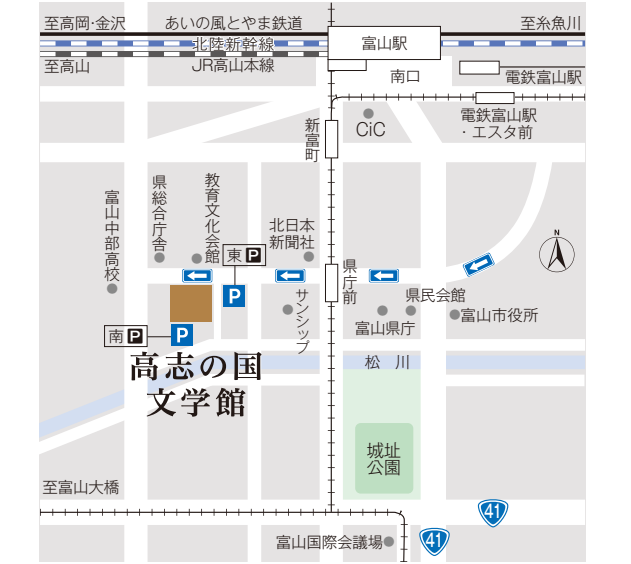 至高岡･金沢
あいの風とやま鉄道
至糸魚川
北陸新幹線
富山駅
至高山
JR高山本線
南口
電鉄富山駅
CiC
電鉄富山駅
･エスタ前
新富町
富山中部高校
県総合庁舎
教育文化会館
北日本
新聞社
東 P
N
県庁前
P
サンシップ
県民会館
富山県庁
富山市役所
南 P
P
高志の国
文学館
松 川
城址
公園
至富山大橋
41
41
富山国際会議場